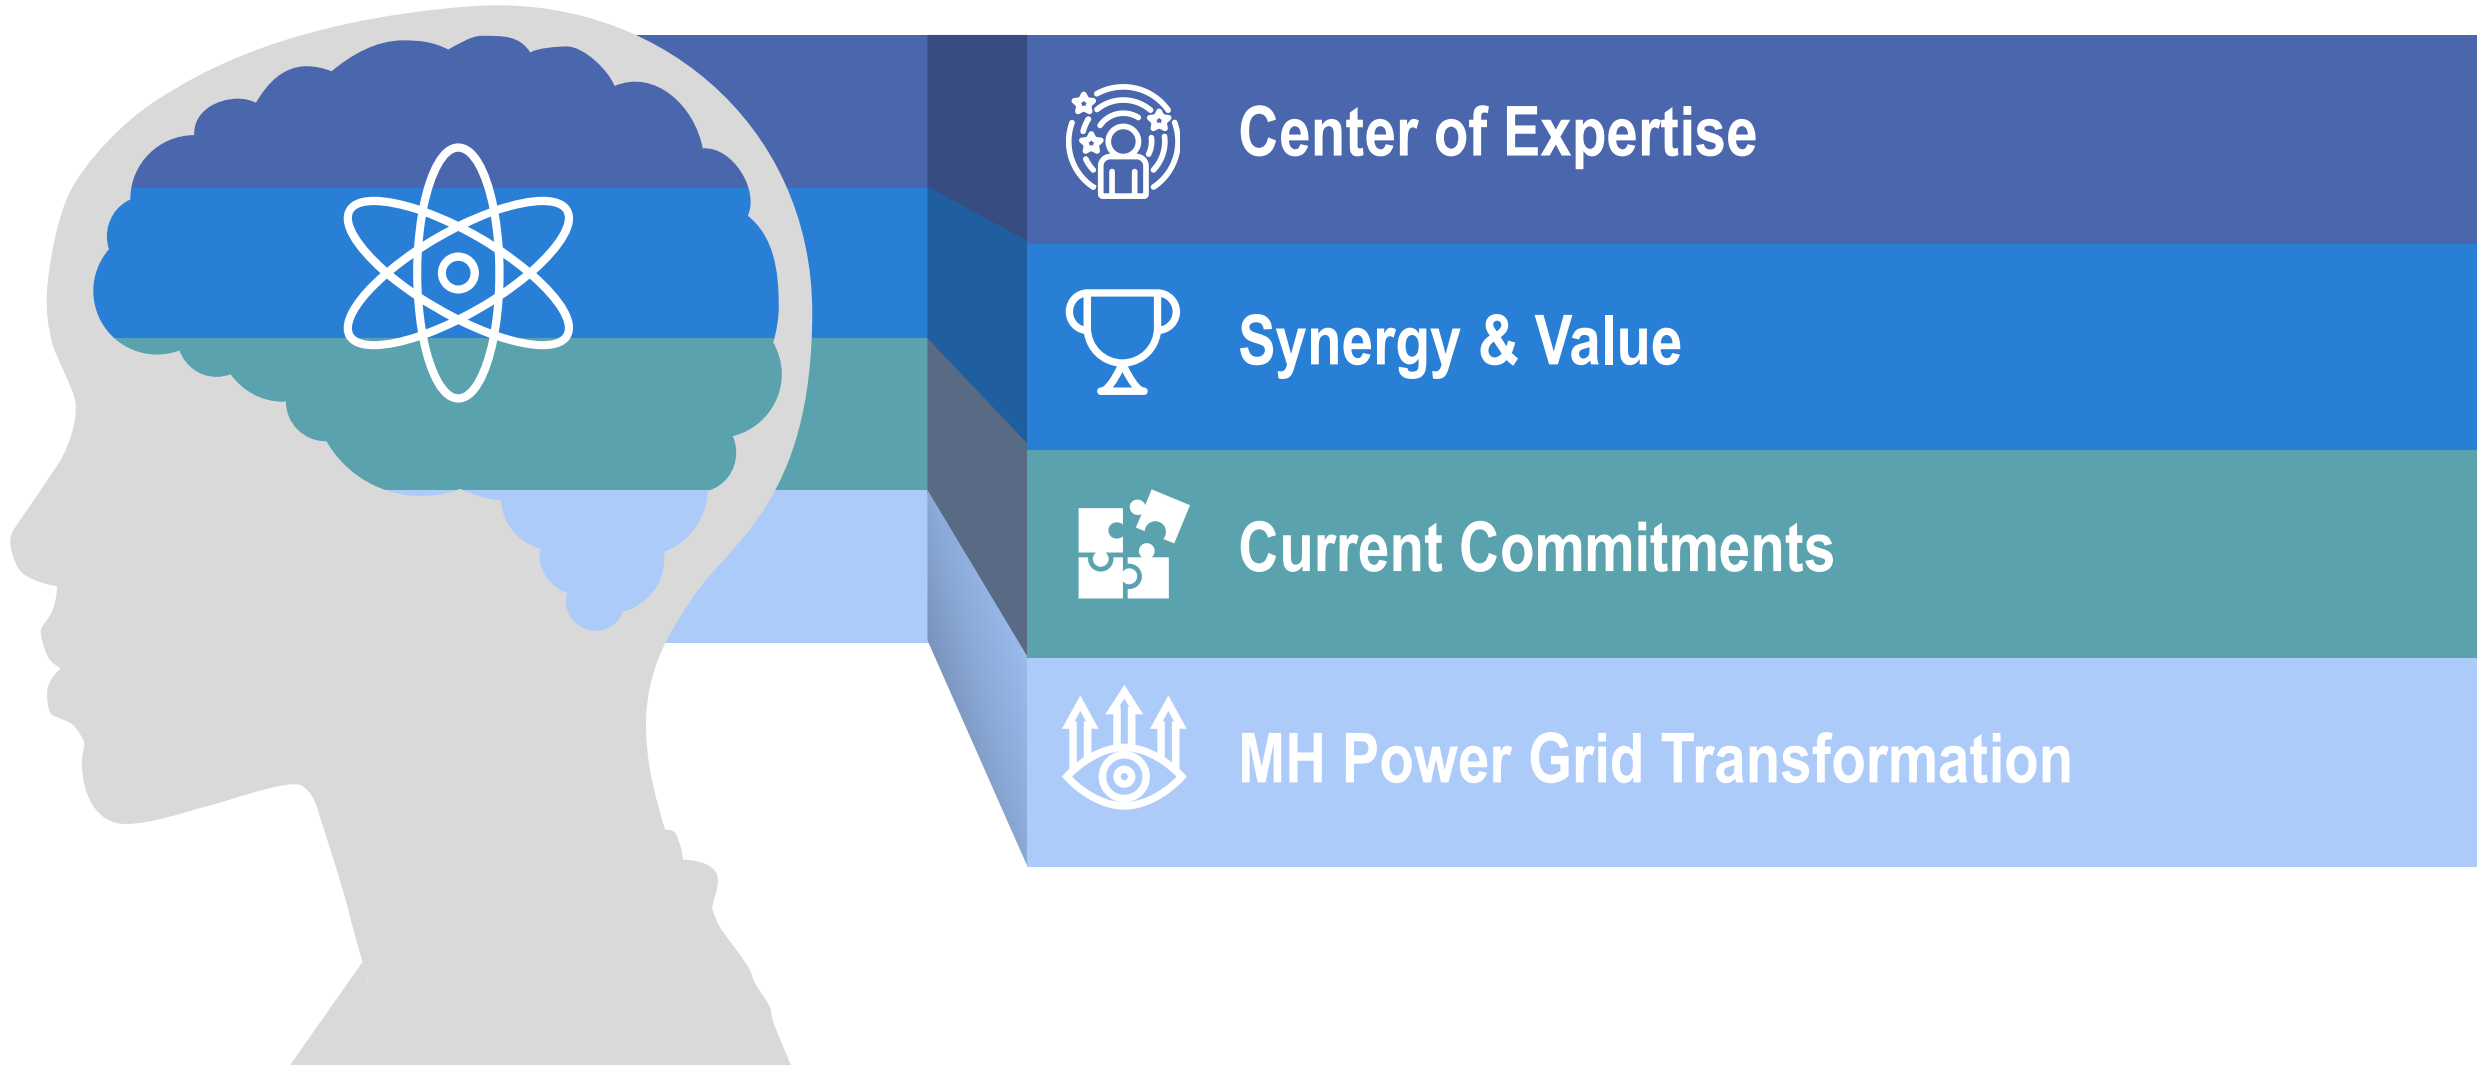 Center of Expertise
Synergy & Value
Current Commitments
MH Power Grid Transformation